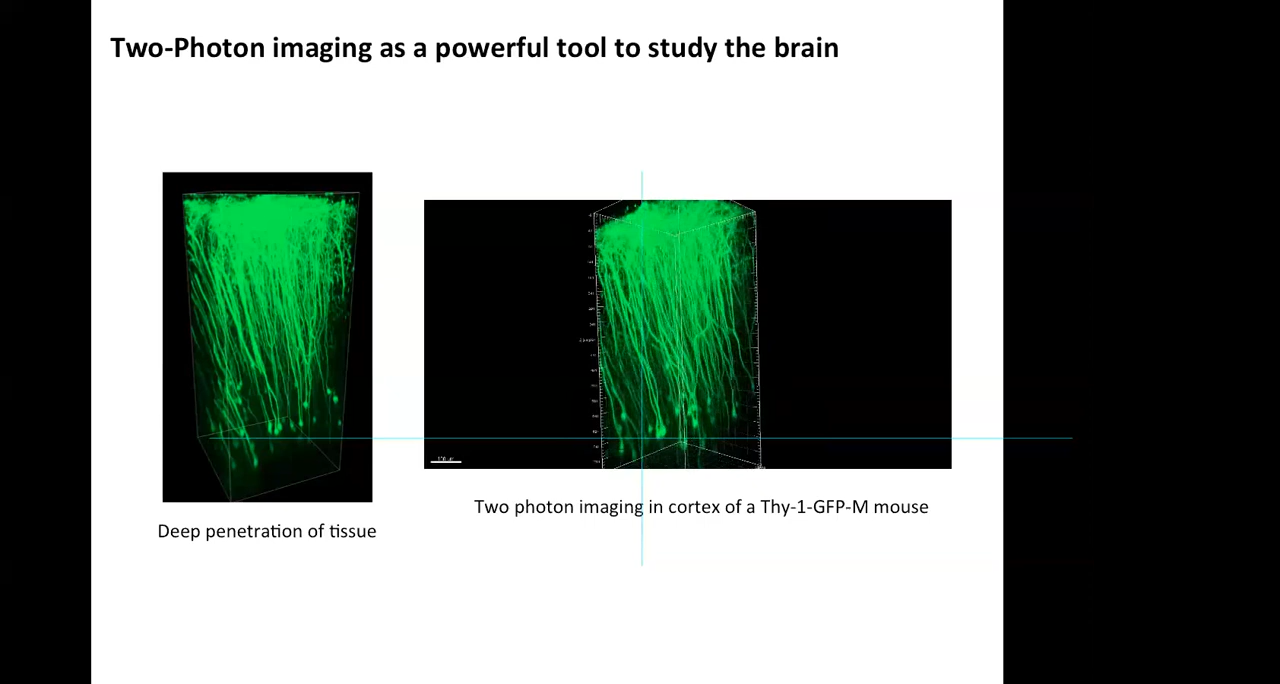 Two-Photon imaging as a powerful tool to study the brain
Two photon imaging in cortex of a Thy-1-GFP-M mouse
Deep penetration of tissue